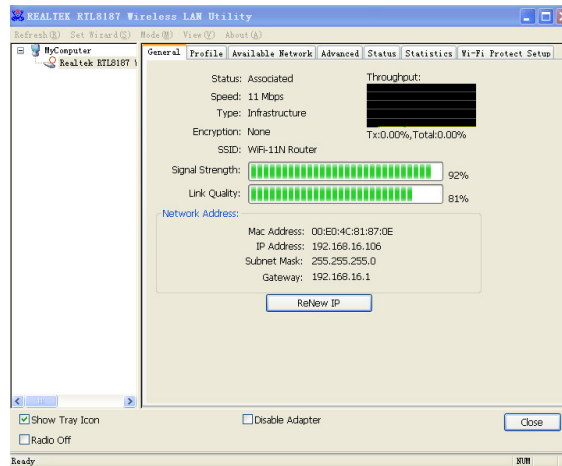 REALTEK RTL8187 Wireless LAN Utility
Refresh(R) Set Wizard(S) Mode(M) View(V) About(A)
MyComputer
Realtek RTL8187
General Profile Available Network Advanced Status Statistics Wi-Fi Protect Setup
Status: Associated
Throughput:
Speed: 11 Mbps
Type: Infrastructure
Encryption: None
Tx:0.00%,Total:0.00%
SSID: WiFi-11N Router
Signal Strength: 92%
Link Quality: 81%
Network Address:
Mac Address: 00:E0:4C:81:87:0E
IP Address: 192.168.16.106
Subnet Mask: 255.255.255.0
Gateway: 192.168.16.1
ReNew IP
Show Tray Icon
Disable Adapter
Close
Radio Off
Ready
NUM